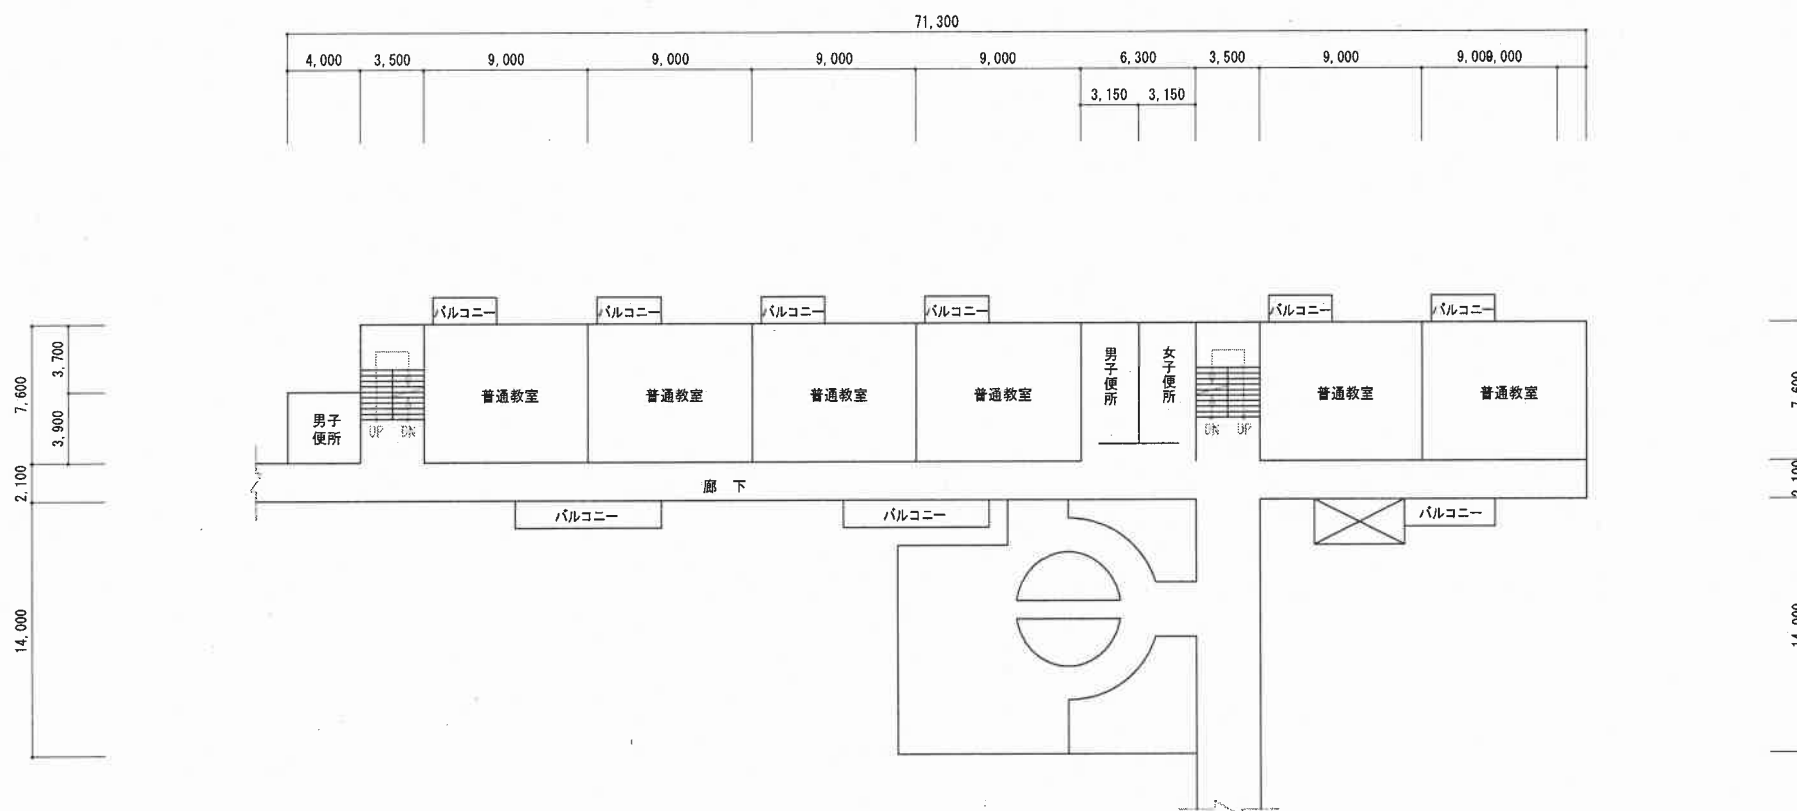 71,300
4,000 3,500 9,000 9,000 9,000 9,000 6,300 3,500 9,000 9,000
3,150 3,150
バルコニー バルコニー バルコニー バルコニー バルコニー バルコニー
7,600 3,700 3,900
普通教室 普通教室 普通教室 普通教室 男子便所 女子便所 普通教室 普通教室
男子
便所
UP DN
DN UP
2,100
廊 下
バルコニー バルコニー バルコニー
14,000